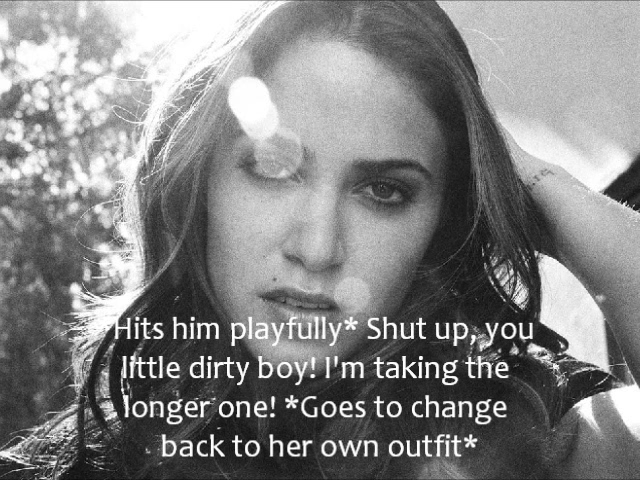 Hits him playfully* Shut up, you
little dirty boy! I'm taking the
longer one! *Goes to change
back to her own outfit*